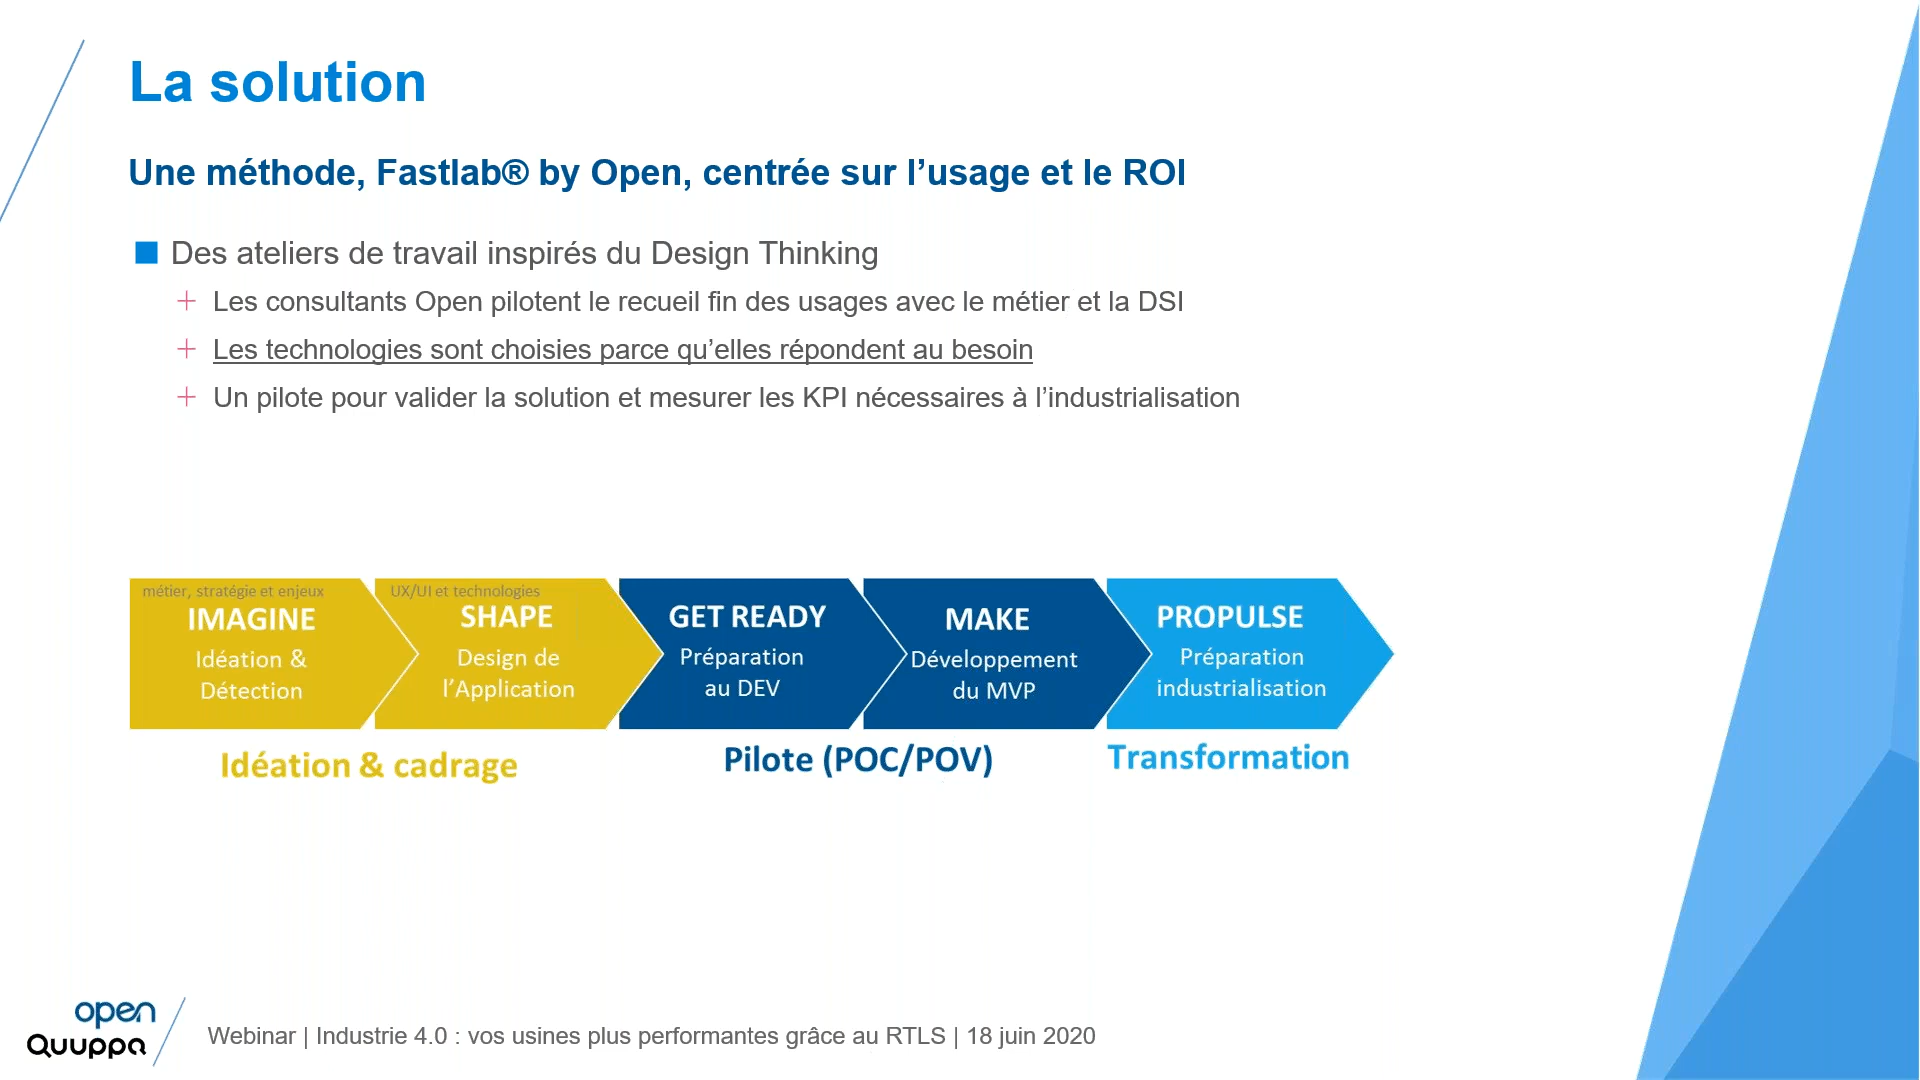 La solution
Une méthode, Fastlab® by Open, centrée sur l’usage et le ROI
Des ateliers de travail inspirés du Design Thinking
Les consultants Open pilotent le recueil fin des usages avec le métier et la DSI
Les technologies sont choisies parce qu’elles répondent au besoin
Un pilote pour valider la solution et mesurer les KPI nécessaires à l’industrialisation
métier, stratégie et enjeux
IMAGINE
Idéation &
Détection
UX/UI et technologies
SHAPE
Design de
l’Application
GET READY
Préparation
au DEV
MAKE
Développement
du MVP
PROPULSE
Préparation
industrialisation
Idéation & cadrage
Pilote (POC/POV)
Transformation
open
Quuppa
Webinar | Industrie 4.0 : vos usines plus performantes grâce au RTLS | 18 juin 2020